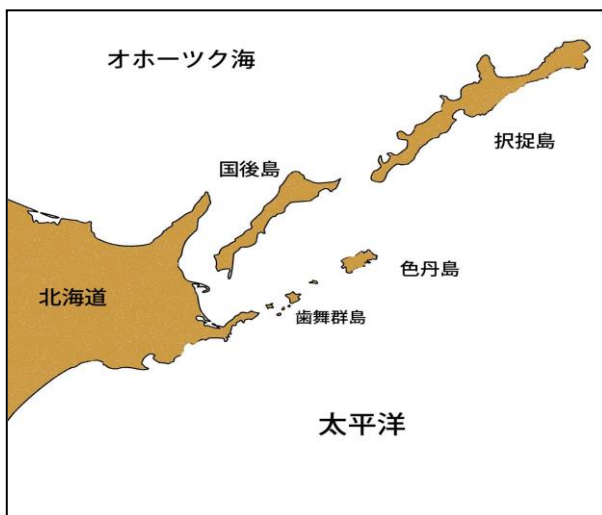 オホーツク海
択捉島
国後島
色丹島
北海道
歯舞群島
太平洋